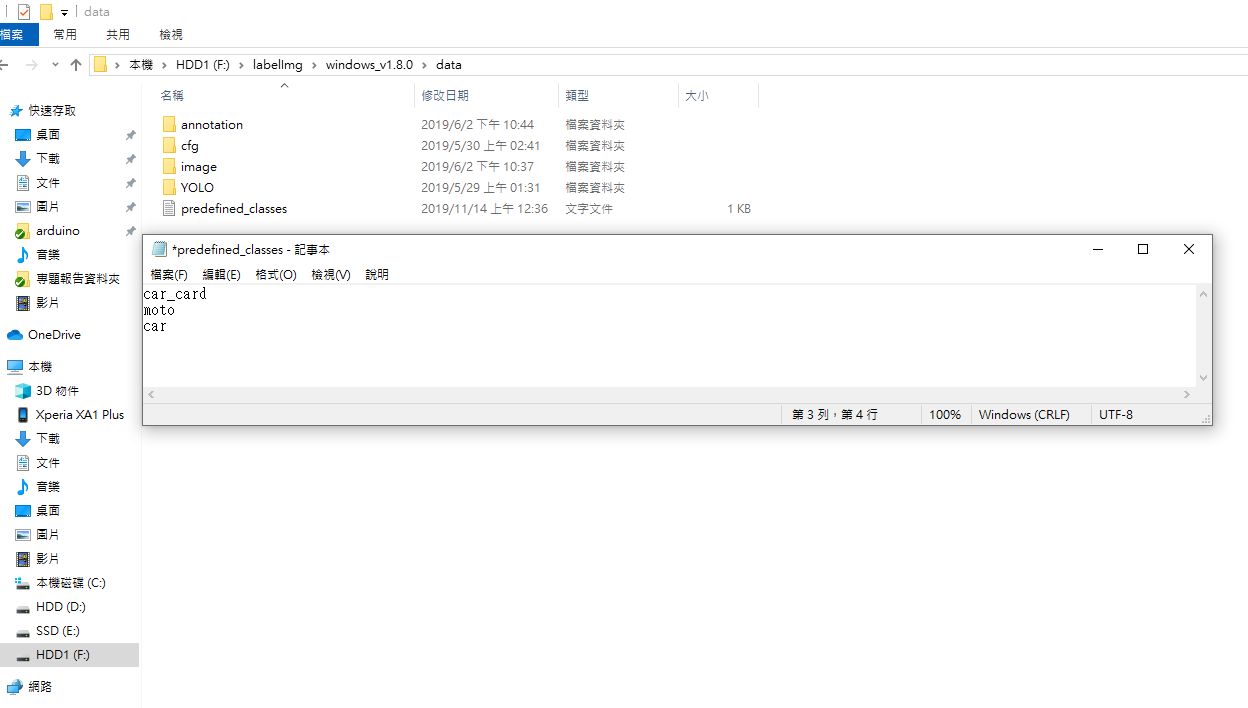 data
檔案 常用 共用 檢視
本機 HDD1 (F:) labelImg windows_v1.8.0 data
名稱 修改日期 類型 大小
annotation 2019/6/2 下午 10:44 檔案資料夾
cfg 2019/5/30 上午 02:41 檔案資料夾
image 2019/6/2 下午 10:37 檔案資料夾
YOLO 2019/5/29 上午 01:31 檔案資料夾
predefined_classes 2019/11/14 上午 12:36 文字文件 1 KB
快速存取
桌面
下載
文件
圖片
arduino
音樂
專題報告資料夾
影片
OneDrive
本機
3D 物件
Xperia XA1 Plus
下載
文件
音樂
桌面
圖片
影片
本機磁碟 (C:)
HDD (D:)
SSD (E:)
HDD1 (F:)
網路
*predefined_classes - 記事本
檔案(F) 編輯(E) 格式(O) 檢視(V) 說明
car_card
moto
car
第 3 列，第 4 行 100% Windows (CRLF) UTF-8